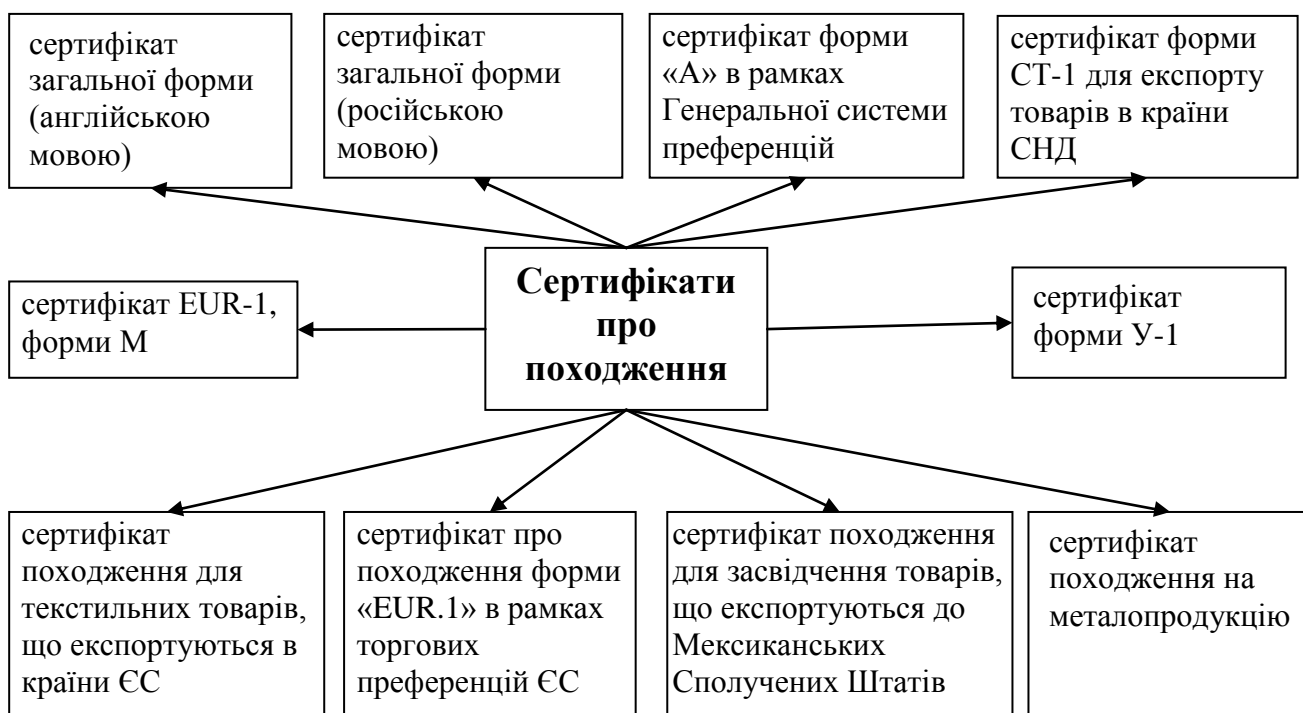 сертифікат
загальної форми
(англійською
мовою)
сертифікат
загальної форми
(російською
мовою)
сертифікат форми
«А» в рамках
Генеральної системи
преференцій
сертифікат форми
СТ-1 для експорту
товарів в країни
СНД
сертифікат EUR-1,
форми М
Сертифікати
про
походження
сертифікат
форми У-1
сертифікат
походження для
текстильних товарів,
що експортуються в
країни ЄС
сертифікат про
походження форми
«EUR.1» в рамках
торгових
преференцій ЄС
сертифікат походження
для засвідчення товарів,
що експортуються до
Мексиканських
Сполучених Штатів
сертифікат
походження на
металопродукцію